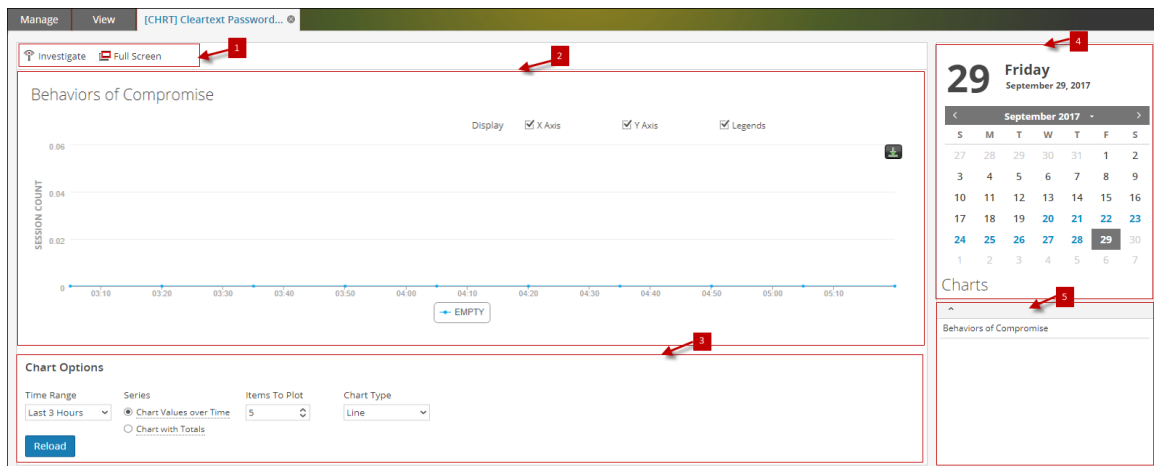 Manage View [CHRT] Cleartext Password...
1
Investigate Full Screen
2
Behaviors of Compromise
Display X Axis Y Axis Legends
0.06
0.04
0.02
0
SESSION COUNT
03:10 03:20 03:30 03:40 03:50 04:00 04:10 04:20 04:30 04:40 04:50 05:00 05:10
EMPTY
3
Chart Options
Time Range Series Items To Plot Chart Type
Last 3 Hours Chart Values over Time 5 Line
Chart with Totals
Reload
4
29 Friday
September 29, 2017
< September 2017 >
S M T W T F S
27 28 29 30 31 1 2
3 4 5 6 7 8 9
10 11 12 13 14 15 16
17 18 19 20 21 22 23
24 25 26 27 28 29 30
1 2 3 4 5 6 7
Charts
5
Behaviors of Compromise